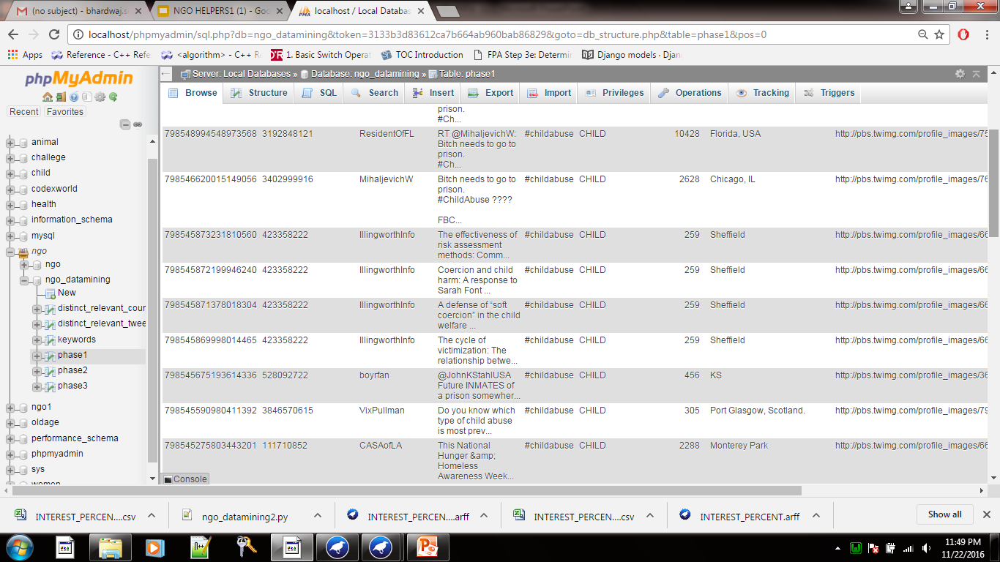 (no subject) - bhardwaj.s
NGO HELPERS1 (1) - Goo
localhost / Local Databas
localhost/phpmyadmin/sql.php?db=ngo_datamining&token=3133b3d83612ca7b664ab960bab86829&goto=db_structure.php&table=phase1&pos=0
Apps
Reference - C++ Refe
<algorithm> - C++ R
1. Basic Switch Operat
TOC Introduction
FPA Step 3e: Determin
Django models · Djan
phpMyAdmin
Recent
Favorites
animal
challege
child
codexworld
health
information_schema
mysql
ngo
ngo
ngo_datamining
New
distinct_relevant_cour
distinct_relevant_twee
keywords
phase1
phase2
phase3
ngo1
oldage
performance_schema
phpmyadmin
sys
women
Server: Local Databases » Database: ngo_datamining » Table: phase1
Browse
Structure
SQL
Search
Insert
Export
Import
Privileges
Operations
Tracking
Triggers
prison.
#Ch...
798548994548973568 3192848121 ResidentOfFL RT @MihaljevichW: #childabuse CHILD 10428 Florida, USA http://pbs.twimg.com/profile_images/75
Bitch needs to go to
prison.
#Ch...
798546620015149056 3402999916 MihaljevichW Bitch needs to go to #childabuse CHILD 2628 Chicago, IL http://pbs.twimg.com/profile_images/76
prison.
#ChildAbuse ????
FBC...
798545873231810560 423358222 IllingworthInfo The effectiveness of #childabuse CHILD 259 Sheffield http://pbs.twimg.com/profile_images/66
risk assessment
methods: Comm...
798545872199946240 423358222 IllingworthInfo Coercion and child #childabuse CHILD 259 Sheffield http://pbs.twimg.com/profile_images/66
harm: A response to
Sarah Font ...
798545871378018304 423358222 IllingworthInfo A defense of “soft #childabuse CHILD 259 Sheffield http://pbs.twimg.com/profile_images/66
coercion” in the child
welfare ...
798545869998014465 423358222 IllingworthInfo The cycle of #childabuse CHILD 259 Sheffield http://pbs.twimg.com/profile_images/66
victimization: The
relationship betwe...
798545675193614336 528092722 boyrfan @JohnKStahlUSA #childabuse CHILD 456 KS http://pbs.twimg.com/profile_images/36
Future INMATES of
a prison somewher...
798545590980411392 3846570615 VixPullman Do you know which #childabuse CHILD 305 Port Glasgow, Scotland. http://pbs.twimg.com/profile_images/79
type of child abuse
is most prev...
798545275803443201 111710852 CASAofLA This National #childabuse CHILD 2288 Monterey Park http://pbs.twimg.com/profile_images/66
Hunger &amp;
Homeless
Awareness Week...
Console
INTEREST_PERCEN....csv
ngo_datamining2.py
INTEREST_PERCEN....arff
INTEREST_PERCEN....csv
INTEREST_PERCENT.arff
Show all
11:49 PM
11/22/2016